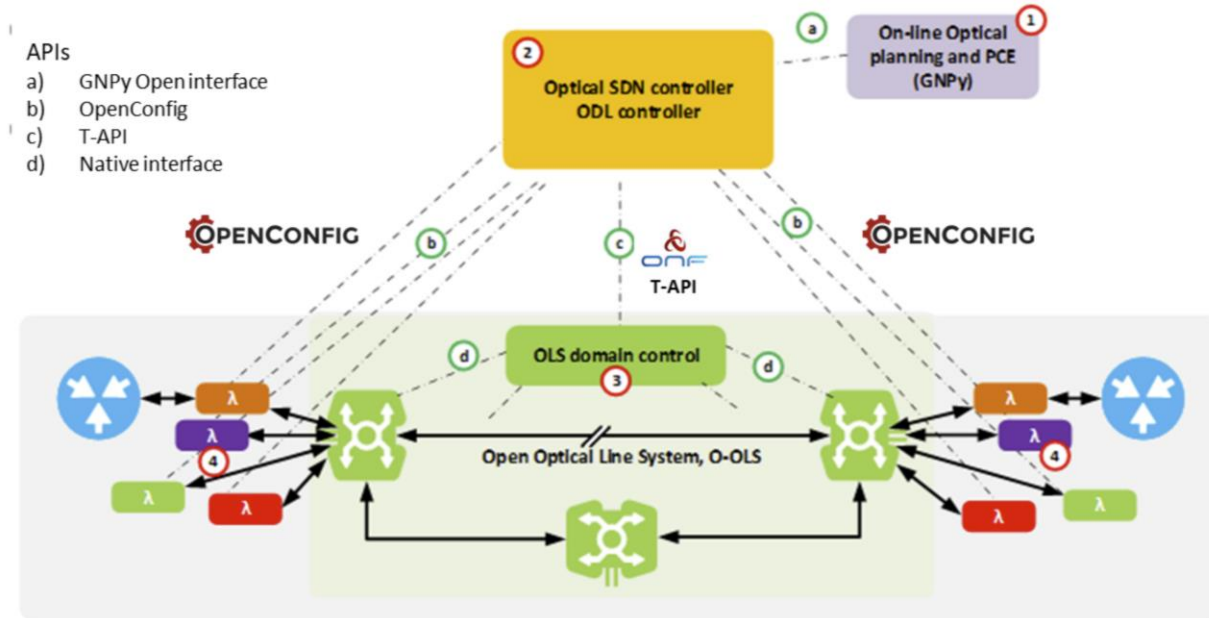 APIs
a) GNPy Open interface
b) OpenConfig
c) T-API
d) Native interface
a
1
On-line Optical
planning and PCE
(GNPy)
2
Optical SDN controller
ODL controller
OPENCONFIG
b
c
ONF
T-API
b
OPENCONFIG
d
OLS domain control
3
d
λ
λ
4
λ
λ
Open Optical Line System, O-OLS
λ
λ
4
λ
λ